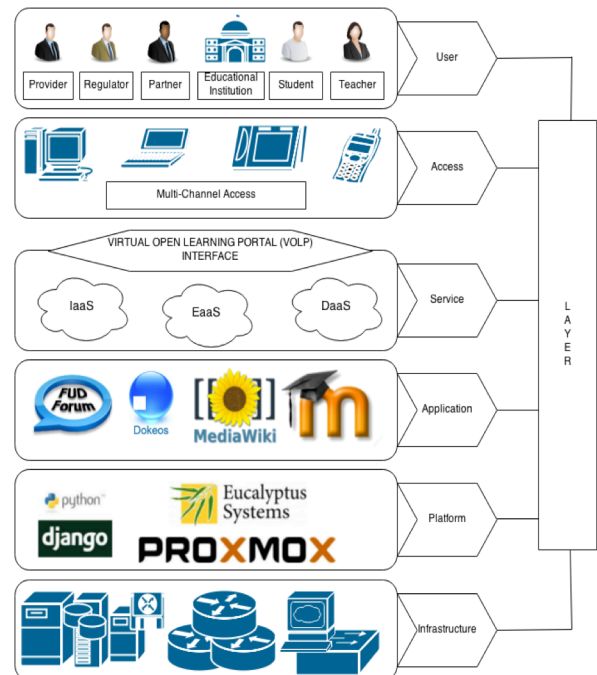 Provider
Regulator
Partner
Educational
Institution
Student
Teacher
User
Multi-Channel Access
Access
VIRTUAL OPEN LEARNING PORTAL (VOLP)
INTERFACE
IaaS
EaaS
DaaS
Service
L
A
Y
E
R
FUD
Forum
Dokeos
[[ ]]
MediaWiki
m
Application
python
django
Eucalyptus
Systems
PROXMOX
Platform
Infrastructure